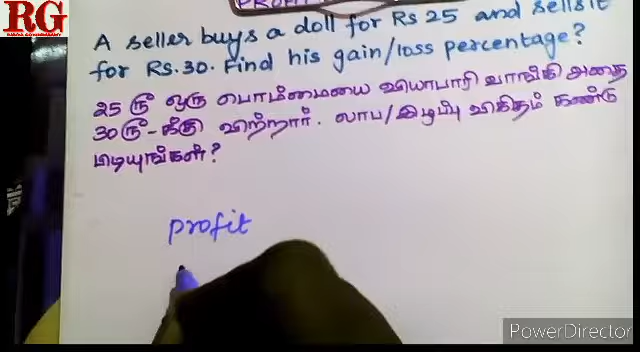 RG
PROFIT
A seller buys a doll for Rs 25 and sells it
for RS.30. Find his gain/loss percentage?
25 ரூ ஒரு பொம்மையை வியாபாரி வாங்கி அதை
30ரூ-க்கு விற்றார். லாப/இழப்பு விகிதம் கண்டு
பிடியுங்கள்?
profit
PowerDirector